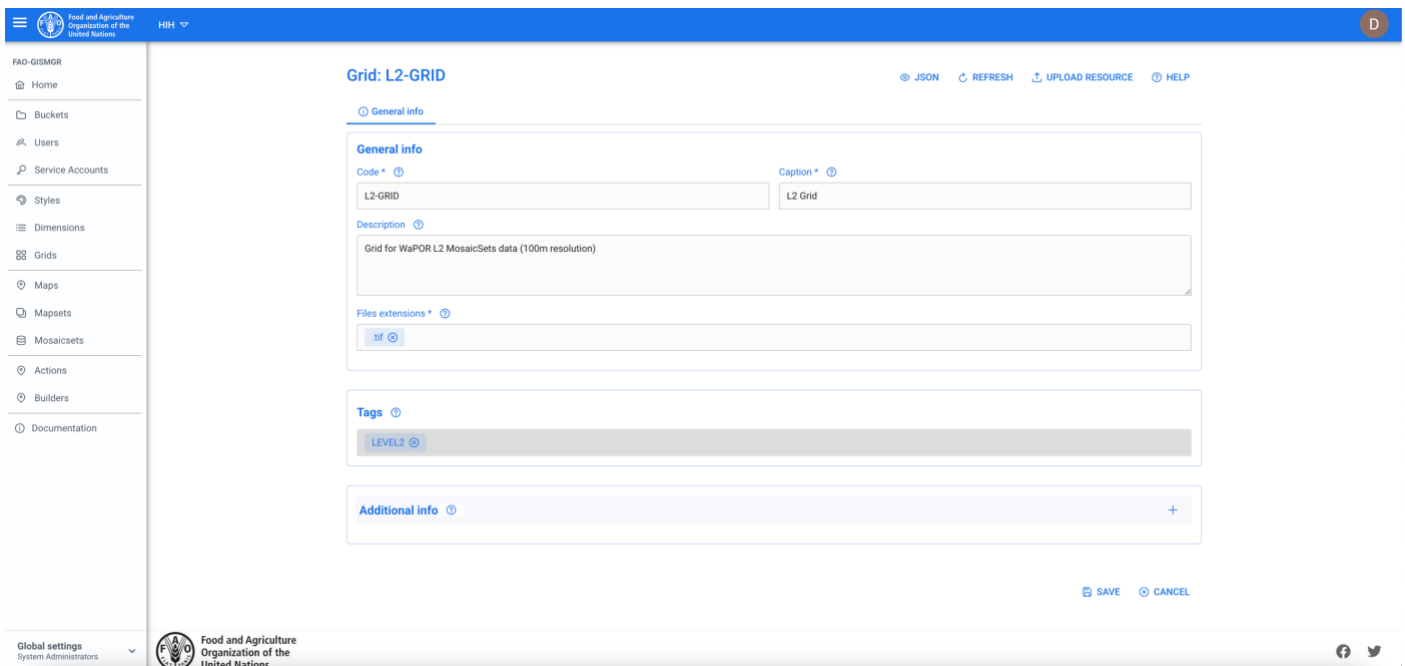 Food and Agriculture
Organization of the
United Nations
HIH
D
FAO-GISMGR
Home
Buckets
Users
Service Accounts
Styles
Dimensions
Grids
Maps
Mapsets
Mosaicsets
Actions
Builders
Documentation
Global settings
System Administrators
Grid: L2-GRID
JSON REFRESH UPLOAD RESOURCE HELP
General info
General info
Code * Caption *
L2-GRID L2 Grid
Description
Grid for WaPOR L2 MosaicSets data (100m resolution)
Files extensions *
.tif
Tags
LEVEL2
Additional info
SAVE CANCEL
Food and Agriculture
Organization of the
United Nations